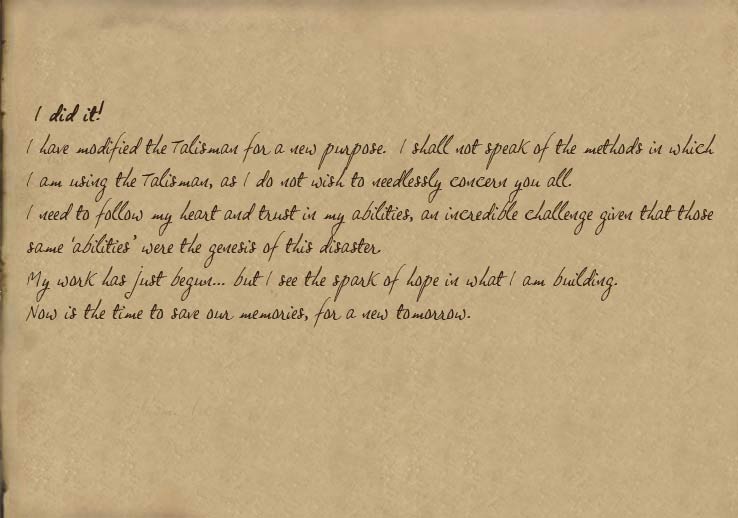 I did it!
I have modified the Talisman for a new purpose. I shall not speak of the methods in which
I am using the Talisman, as I do not wish to needlessly concern you all.
I need to follow my heart and trust in my abilities, an incredible challenge given that those
same 'abilities' were the genesis of this disaster.
My work has just begun... but I see the spark of hope in what I am building.
Now is the time to save our memories, for a new tomorrow.